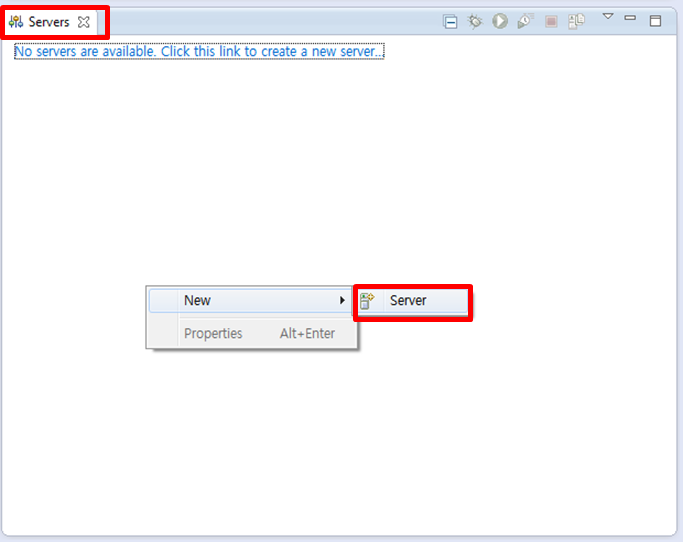 Servers
No servers are available. Click this link to create a new server...
New
Server
Properties Alt+Enter